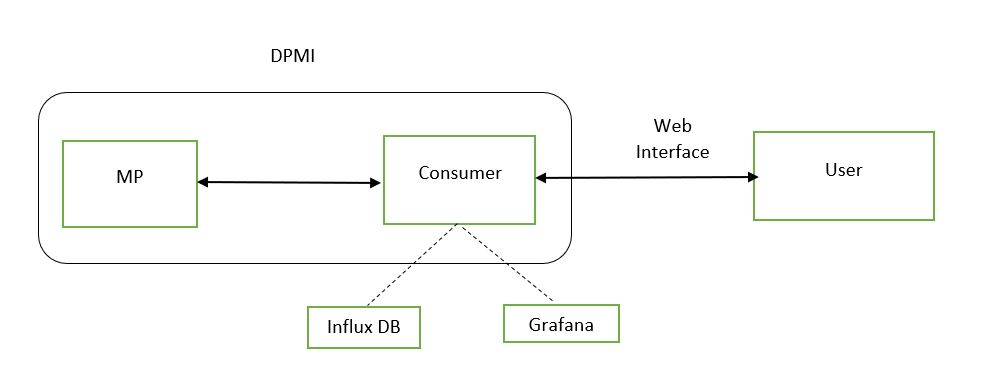 DPMI
MP
Consumer
Web
Interface
User
Influx DB
Grafana